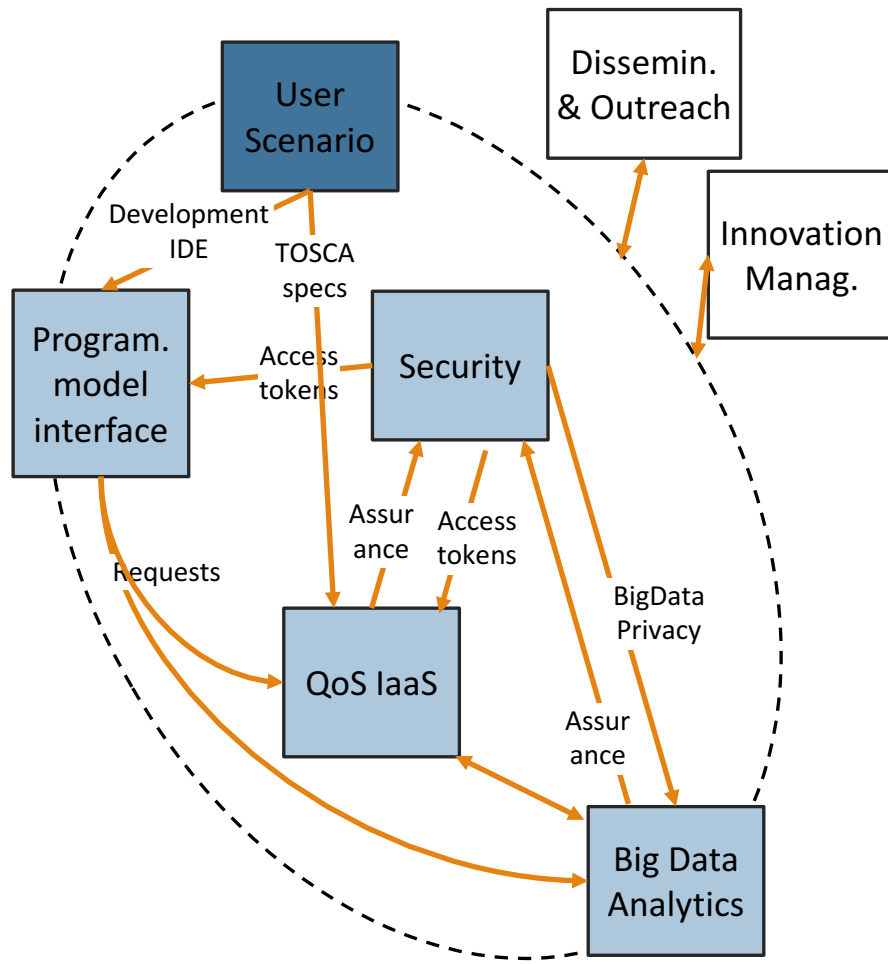 User
Scenario
Dissemin.
& Outreach
Innovation
Manag.
Development
IDE
TOSCA
specs
Program.
model
interface
Access
tokens
Security
Assur
ance
Access
tokens
Requests
BigData
Privacy
QoS IaaS
Assur
ance
Big Data
Analytics